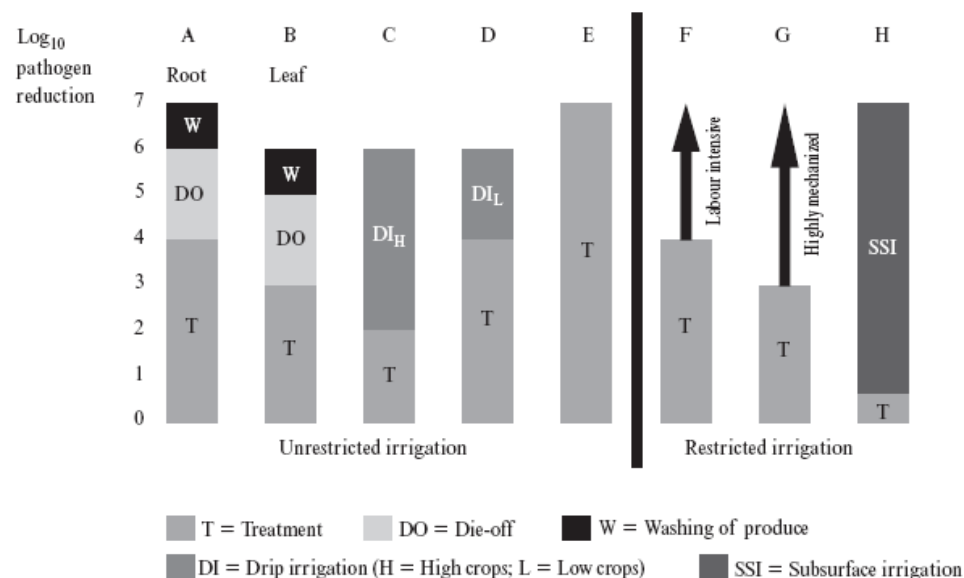 Log10 pathogen reduction
A B C D E F G H
Root Leaf
7
6
5
4
3
2
1
0
W
DO
T
W
DO
T
DIH
T
DIL
T
T
Labour intensive
T
Highly mechanized
T
SSI
T
Unrestricted irrigation Restricted irrigation
T = Treatment DO = Die-off W = Washing of produce
DI = Drip irrigation (H = High crops; L = Low crops) SSI = Subsurface irrigation